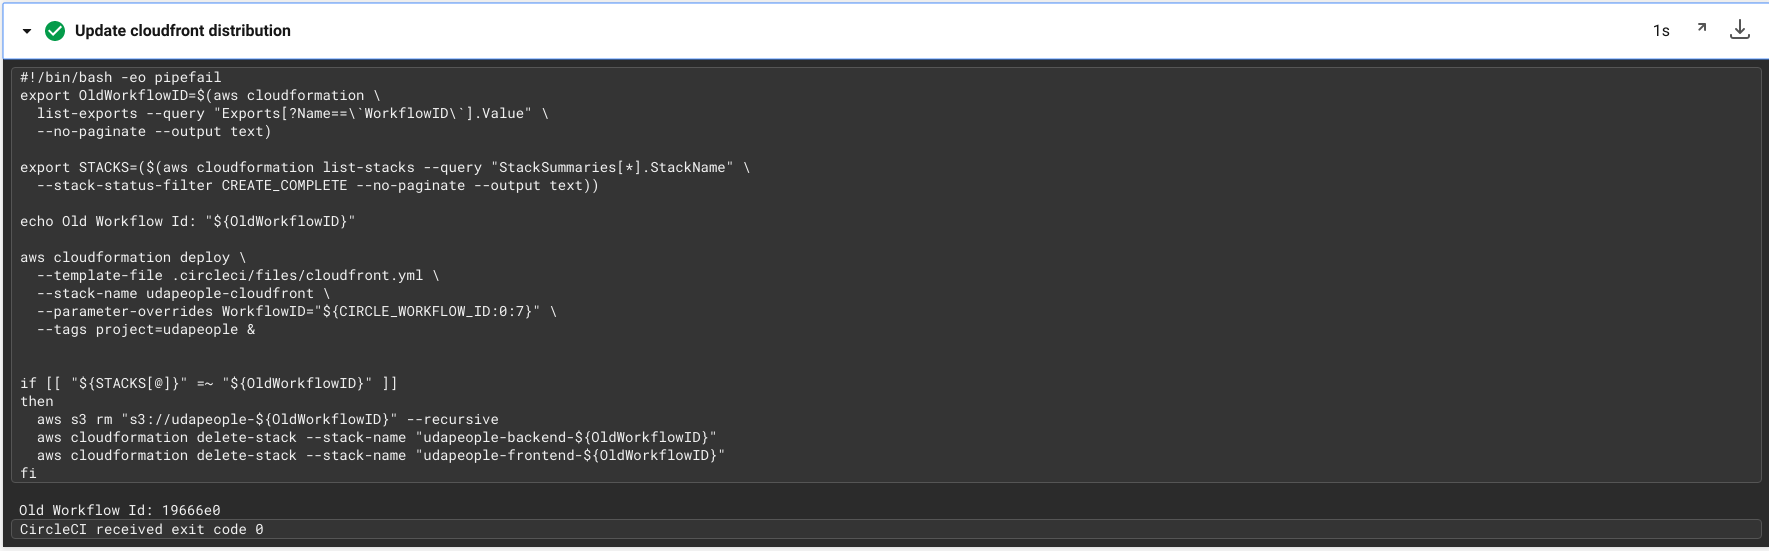 Update cloudfront distribution
1s
#!/bin/bash -eo pipefail
export OldWorkflowID=$(aws cloudformation \
  list-exports --query "Exports[?Name==\`WorkflowID\`].Value" \
  --no-paginate --output text)
export STACKS=($(aws cloudformation list-stacks --query "StackSummaries[*].StackName" \
  --stack-status-filter CREATE_COMPLETE --no-paginate --output text))
echo Old Workflow Id: "${OldWorkflowID}"
aws cloudformation deploy \
  --template-file .circleci/files/cloudfront.yml \
  --stack-name udapeople-cloudfront \
  --parameter-overrides WorkflowID="${CIRCLE_WORKFLOW_ID:0:7}" \
  --tags project=udapeople &
if [[ "${STACKS[@]}" =~ "${OldWorkflowID}" ]]
then
  aws s3 rm "s3://udapeople-${OldWorkflowID}" --recursive
  aws cloudformation delete-stack --stack-name "udapeople-backend-${OldWorkflowID}"
  aws cloudformation delete-stack --stack-name "udapeople-frontend-${OldWorkflowID}"
fi
Old Workflow Id: 19666e0
CircleCI received exit code 0